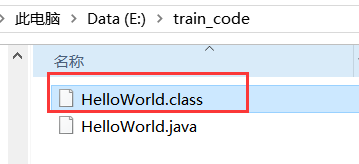 此电脑 > Data (E:) > train_code
名称
HelloWorld.class
HelloWorld.java